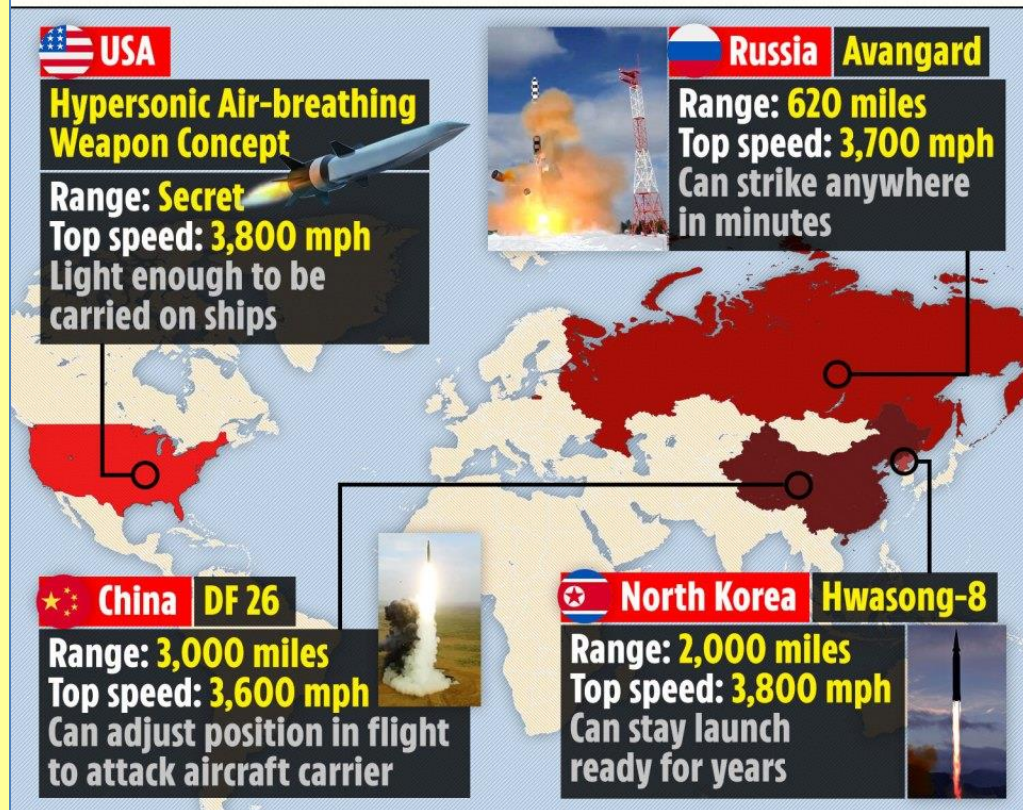 USA
Hypersonic Air-breathing
Weapon Concept
Range: Secret
Top speed: 3,800 mph
Light enough to be
carried on ships
Russia Avangard
Range: 620 miles
Top speed: 3,700 mph
Can strike anywhere
in minutes
China DF 26
Range: 3,000 miles
Top speed: 3,600 mph
Can adjust position in flight
to attack aircraft carrier
North Korea Hwasong-8
Range: 2,000 miles
Top speed: 3,800 mph
Can stay launch
ready for years